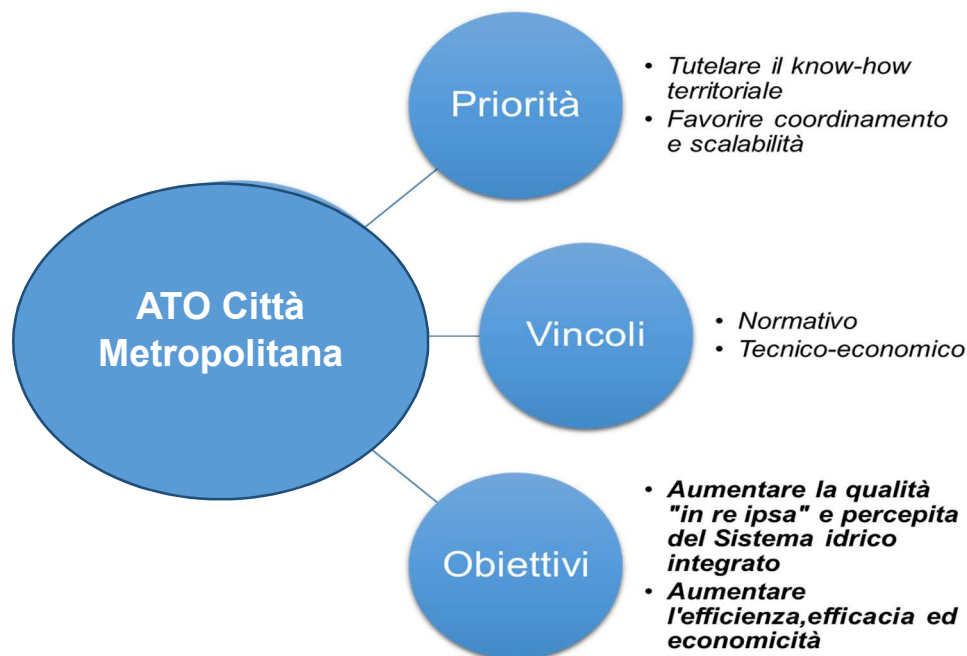 ATO Città
Metropolitana
Priorità
• Tutelare il know-how
territoriale
• Favorire coordinamento
e scalabilità
Vincoli
• Normativo
• Tecnico-economico
Obiettivi
• Aumentare la qualità
"in re ipsa" e percepita
del Sistema idrico
integrato
• Aumentare
l'efficienza,efficacia ed
economicità